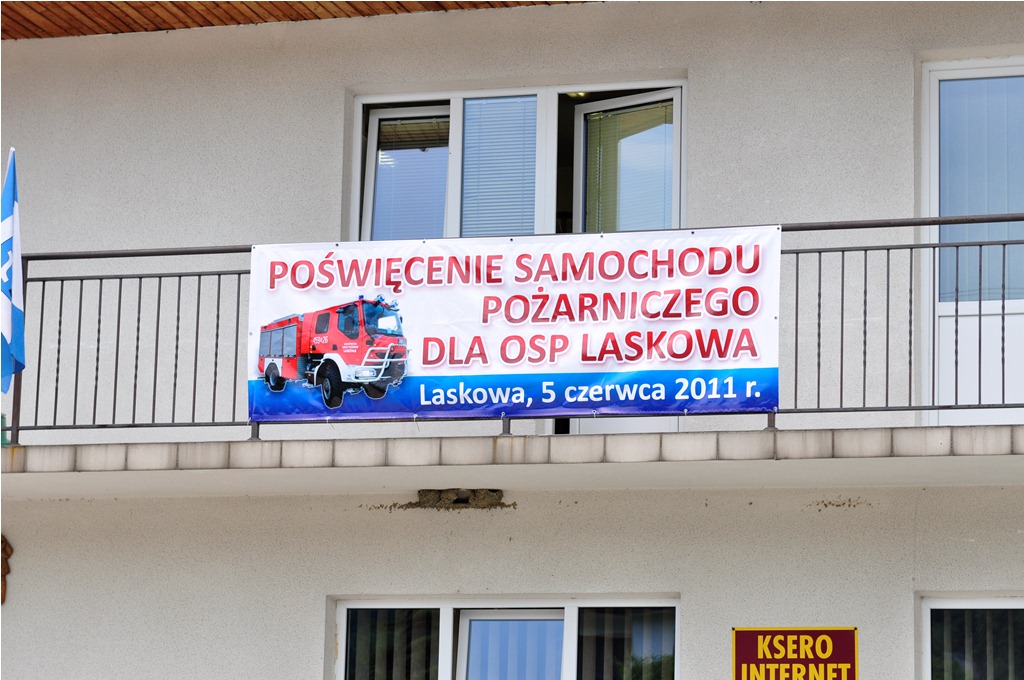 POŚWIĘCENIE SAMOCHODU
POŻARNICZEGO
DLA OSP LASKOWA
Laskowa, 5 czerwca 2011 r.
KSERO
INTERNET